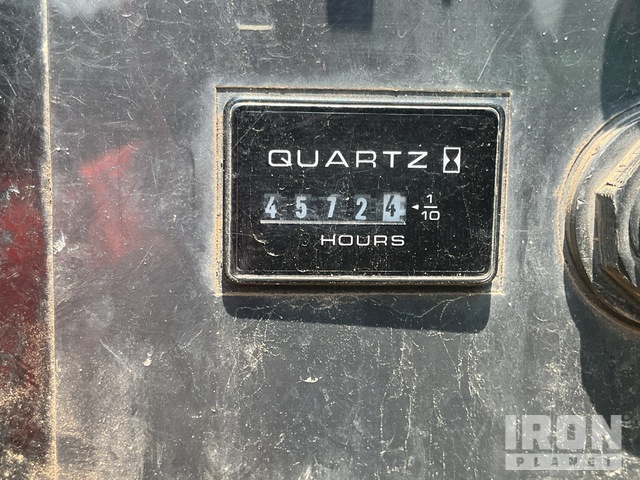 QUARTZ
45724 1/10
HOURS
IRON
PLANET